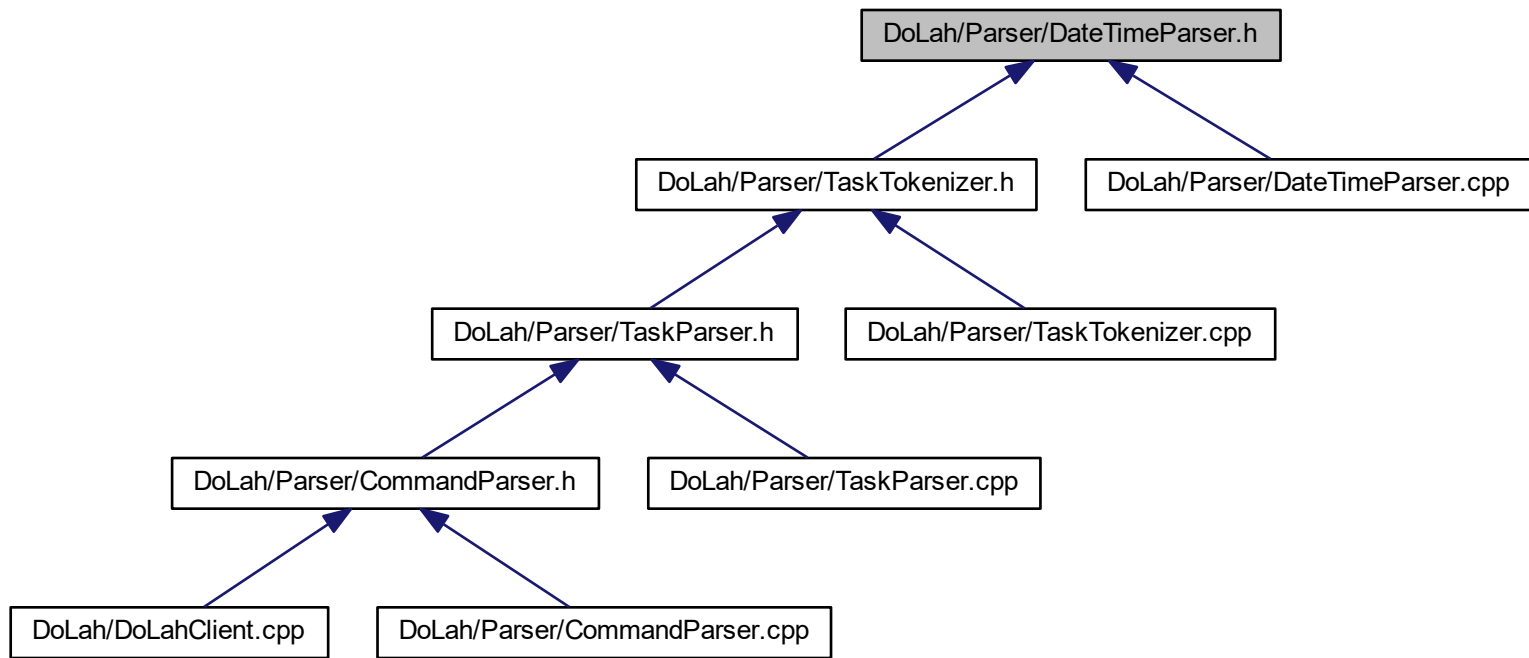 DoLah/Parser/DateTimeParser.h
DoLah/Parser/TaskTokenizer.h
DoLah/Parser/DateTimeParser.cpp
DoLah/Parser/TaskParser.h
DoLah/Parser/TaskTokenizer.cpp
DoLah/Parser/CommandParser.h
DoLah/Parser/TaskParser.cpp
DoLah/DoLahClient.cpp
DoLah/Parser/CommandParser.cpp